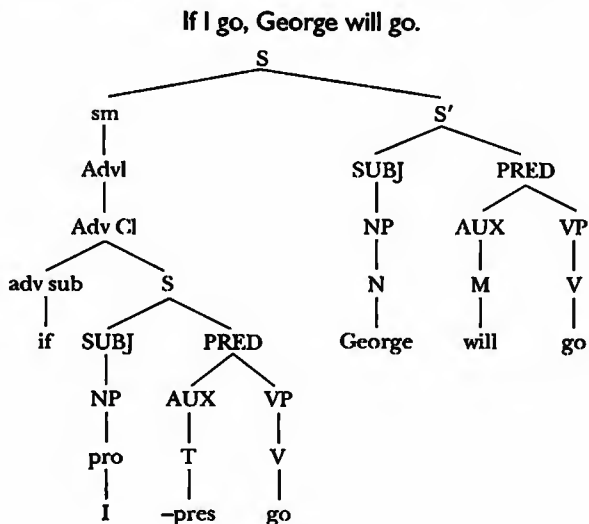 If I go, George will go.
S
sm S′
Advl SUBJ PRED
Adv Cl NP AUX VP
adv sub S N M V
if SUBJ PRED George will go
NP AUX VP
pro T V
I –pres go